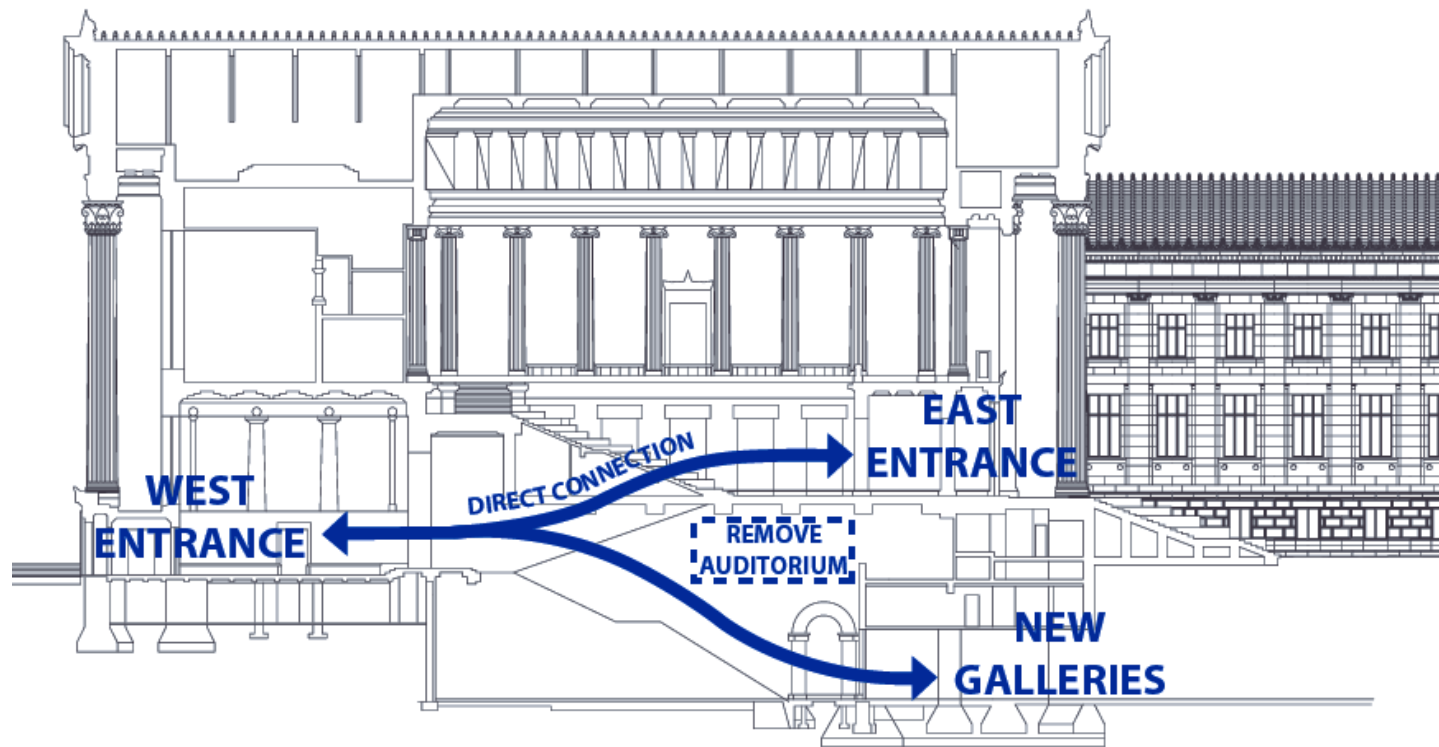 WEST
ENTRANCE
DIRECT CONNECTION
EAST
ENTRANCE
REMOVE
AUDITORIUM
NEW
GALLERIES